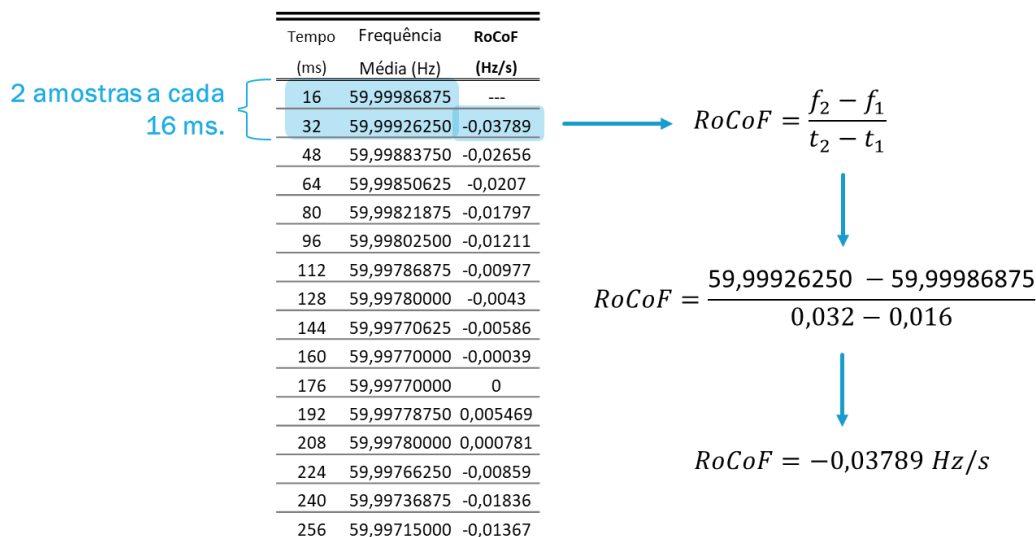 2 amostras a cada
16 ms.
Tempo Frequência RoCoF
(ms) Média (Hz) (Hz/s)
16 59,99986875 ---
32 59,99926250 -0,03789
48 59,99883750 -0,02656
64 59,99850625 -0,0207
80 59,99821875 -0,01797
96 59,99802500 -0,01211
112 59,99786875 -0,00977
128 59,99780000 -0,0043
144 59,99770625 -0,00586
160 59,99770000 -0,00039
176 59,99770000 0
192 59,99778750 0,005469
208 59,99780000 0,000781
224 59,99766250 -0,00859
240 59,99736875 -0,01836
256 59,99715000 -0,01367
RoCoF = (f₂ − f₁) / (t₂ − t₁)
RoCoF = (59,99926250 − 59,99986875) / (0,032 − 0,016)
RoCoF = −0,03789 Hz/s